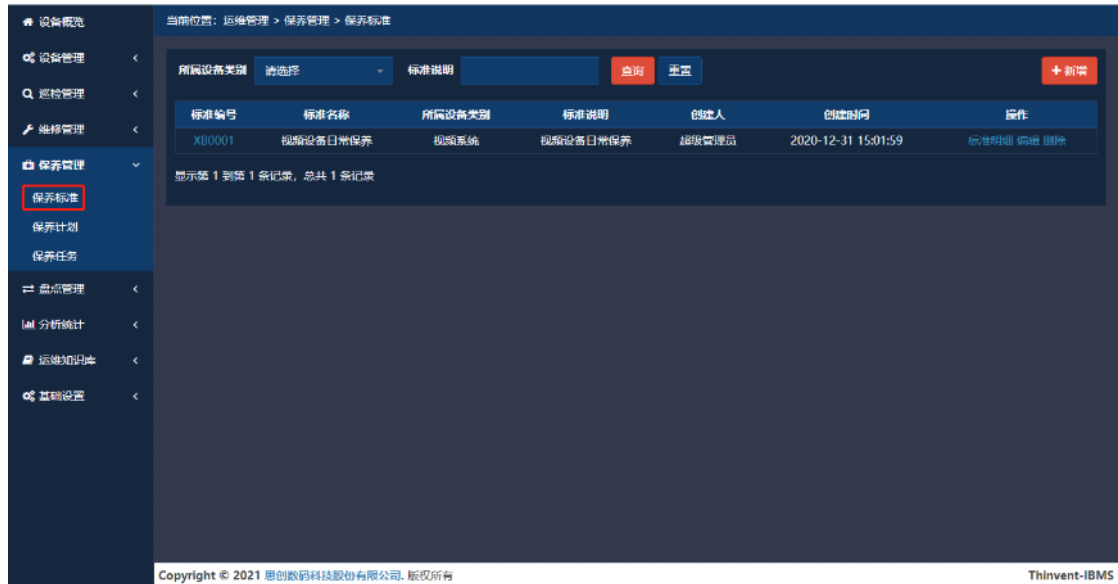 设备概览
设备管理
巡检管理
维修管理
保养管理
保养标准
保养计划
保养任务
盘点管理
分析统计
运维知识库
基础设置
当前位置：运维管理 > 保养管理 > 保养标准
所属设备类别 请选择 标准说明 查询 重置 新增
标准编号 标准名称 所属设备类别 标准说明 创建人 创建时间 操作
XB0001 视频设备日常保养 视频系统 视频设备日常保养 超级管理员 2020-12-31 15:01:59 标准明细 编辑 删除
显示第 1 到第 1 条记录，总共 1 条记录
Copyright © 2021 思创数码科技股份有限公司. 版权所有 Thinvent-IBMS